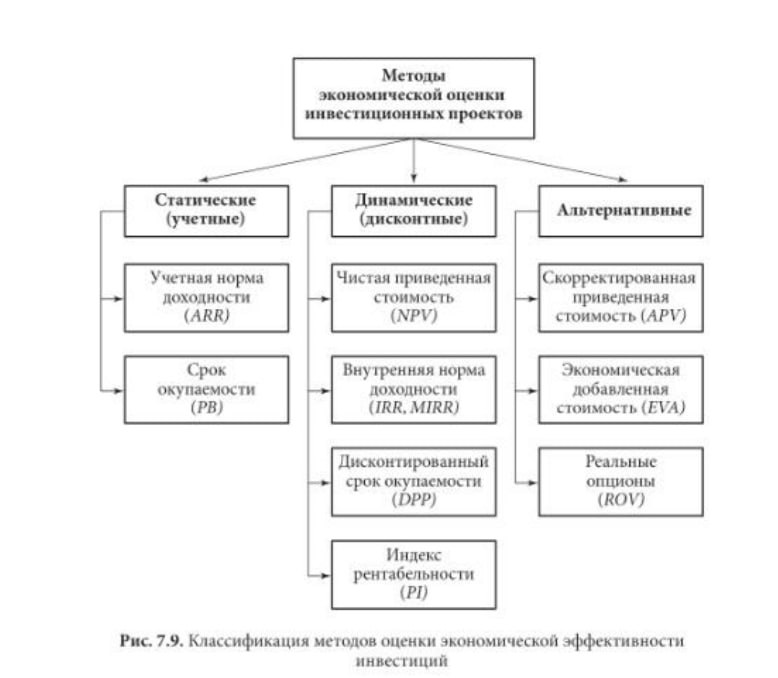 Методы
экономической оценки
инвестиционных проектов
Статические
(учетные)
Динамические
(дисконтные)
Альтернативные
Учетная норма
доходности
(ARR)
Чистая приведенная
стоимость
(NPV)
Скорректированная
приведенная
стоимость (APV)
Срок
окупаемости
(PB)
Внутренняя норма
доходности
(IRR, MIRR)
Экономическая
добавленная
стоимость (EVA)
Дисконтированный
срок окупаемости
(DPP)
Реальные
опционы
(ROV)
Индекс
рентабельности
(PI)
Рис. 7.9. Классификация методов оценки экономической эффективности
инвестиций